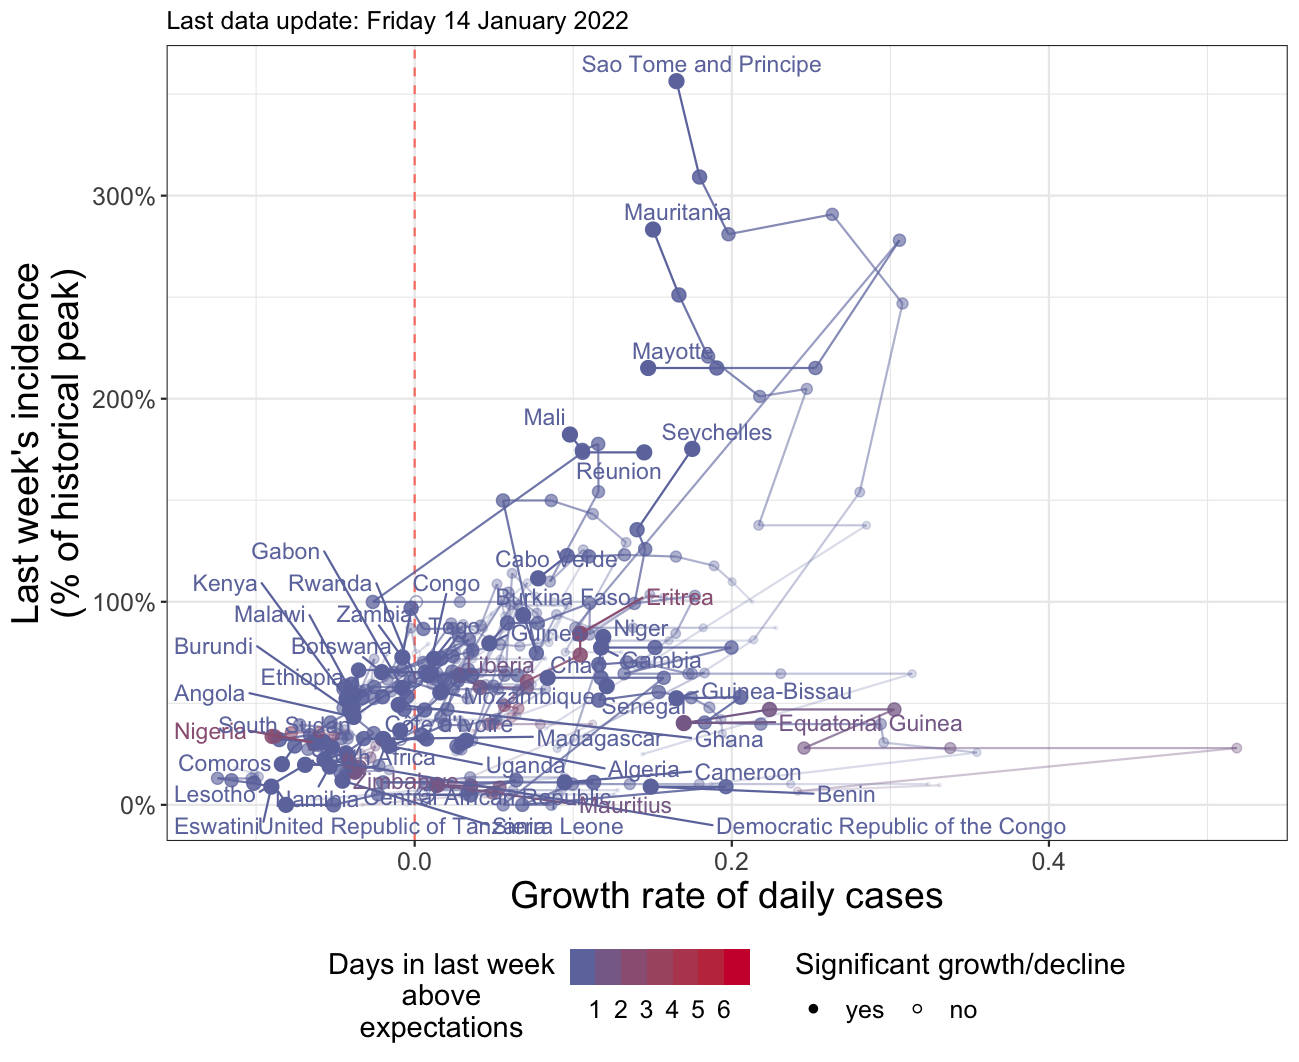 Last data update: Friday 14 January 2022
Last week's incidence
(% of historical peak)
300%
200%
100%
0%
Sao Tome and Principe
Mauritania
Mayotte
Mali
Seychelles
Réunion
Gabon
Cabo Verde
Kenya
Rwanda
Congo
Burkina Faso
Eritrea
Malawi
Zambia
Togo
Guinea
Niger
Burundi
Botswana
Liberia
Chad
Gambia
Ethiopia
Angola
Mozambique
Senegal
Guinea-Bissau
Nigeria
South Sudan
Côte d'Ivoire
Equatorial Guinea
Madagascar
Ghana
Comoros
Africa
Uganda
Algeria
Cameroon
Zimbabwe
Lesotho
Namibia
Central African Republic
Mauritius
Benin
Eswatini
United Republic of Tanzania
Sierra Leone
Democratic Republic of the Congo
0.0
0.2
0.4
Growth rate of daily cases
Days in last week
above
expectations
1 2 3 4 5 6
Significant growth/decline
yes
no